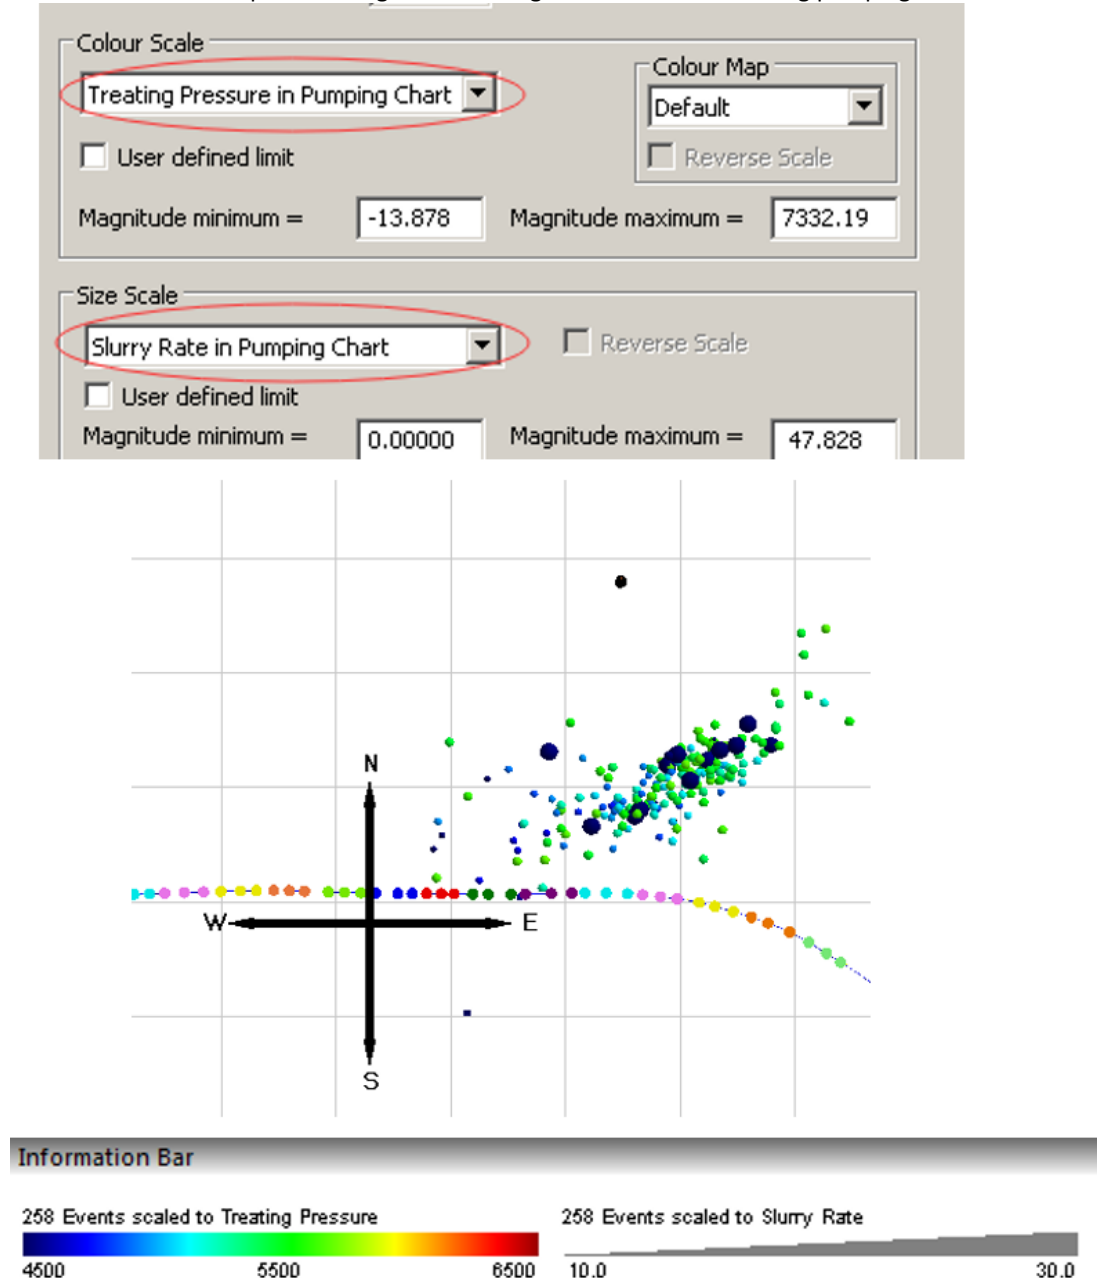 Colour Scale
Treating Pressure in Pumping Chart
Colour Map
Default
User defined limit
Reverse Scale
Magnitude minimum = -13.878 Magnitude maximum = 7332.19
Size Scale
Slurry Rate in Pumping Chart
Reverse Scale
User defined limit
Magnitude minimum = 0.00000 Magnitude maximum = 47.828
N
W E
S
Information Bar
258 Events scaled to Treating Pressure 258 Events scaled to Slurry Rate
4500 5500 6500 10.0 30.0